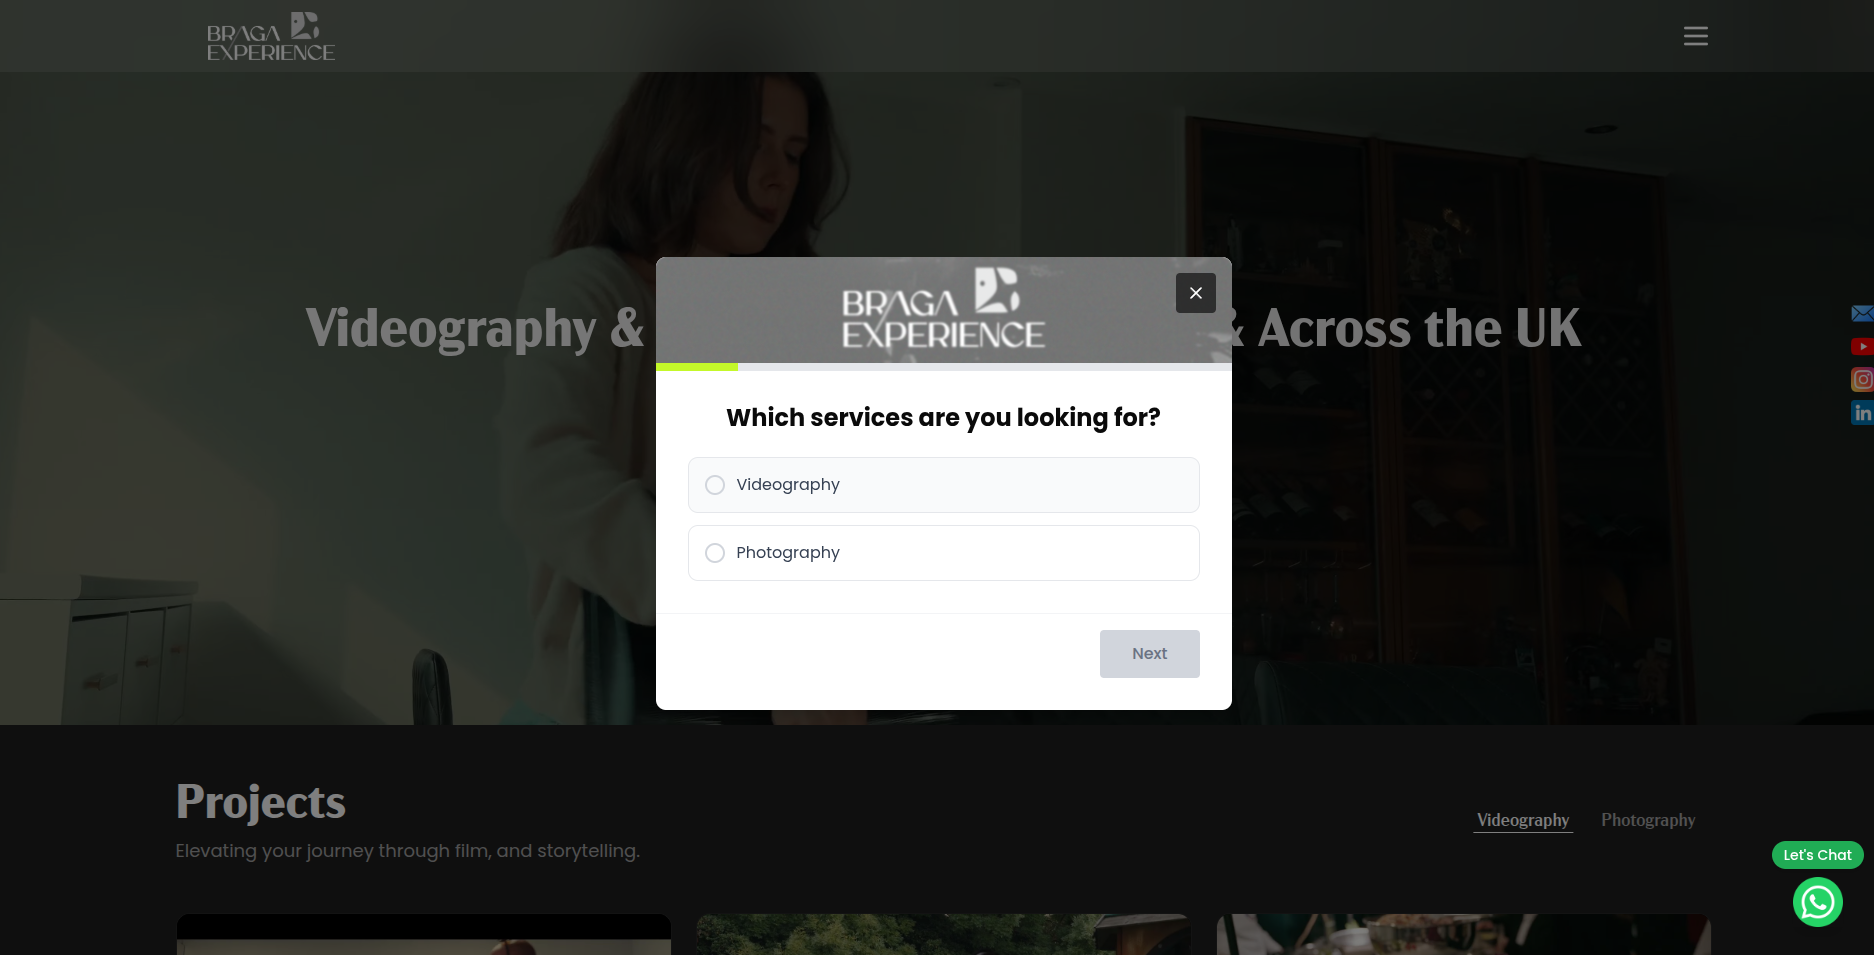 BRAGA
EXPERIENCE
Videography &
& Across the UK
BRAGA
EXPERIENCE
Which services are you looking for?
Videography
Photography
Next
Projects
Elevating your journey through film, and storytelling.
Videography
Photography
Let's Chat
in